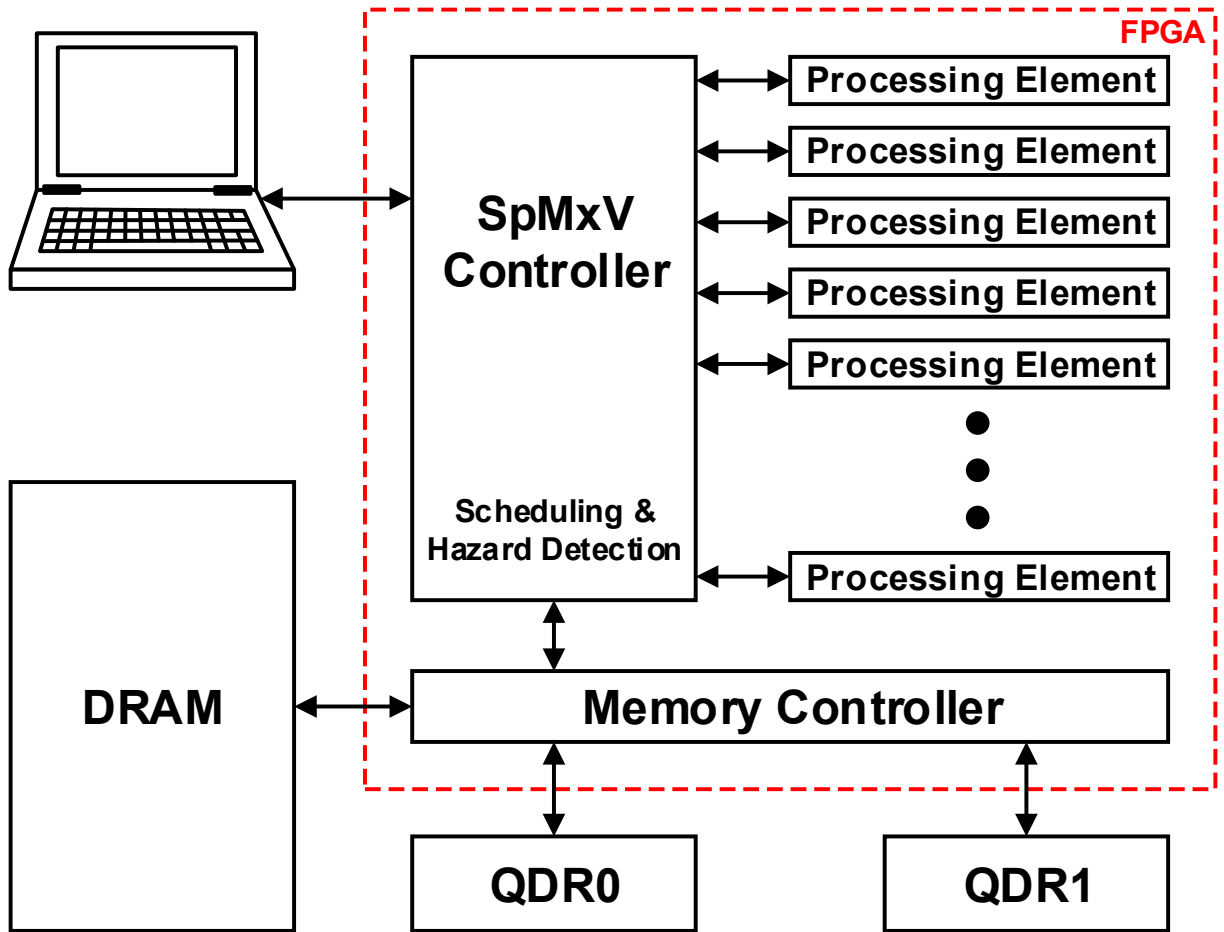 FPGA
SpMxV
Controller
Scheduling &
Hazard Detection
Processing Element
Processing Element
Processing Element
Processing Element
Processing Element
Processing Element
DRAM
Memory Controller
QDR0
QDR1